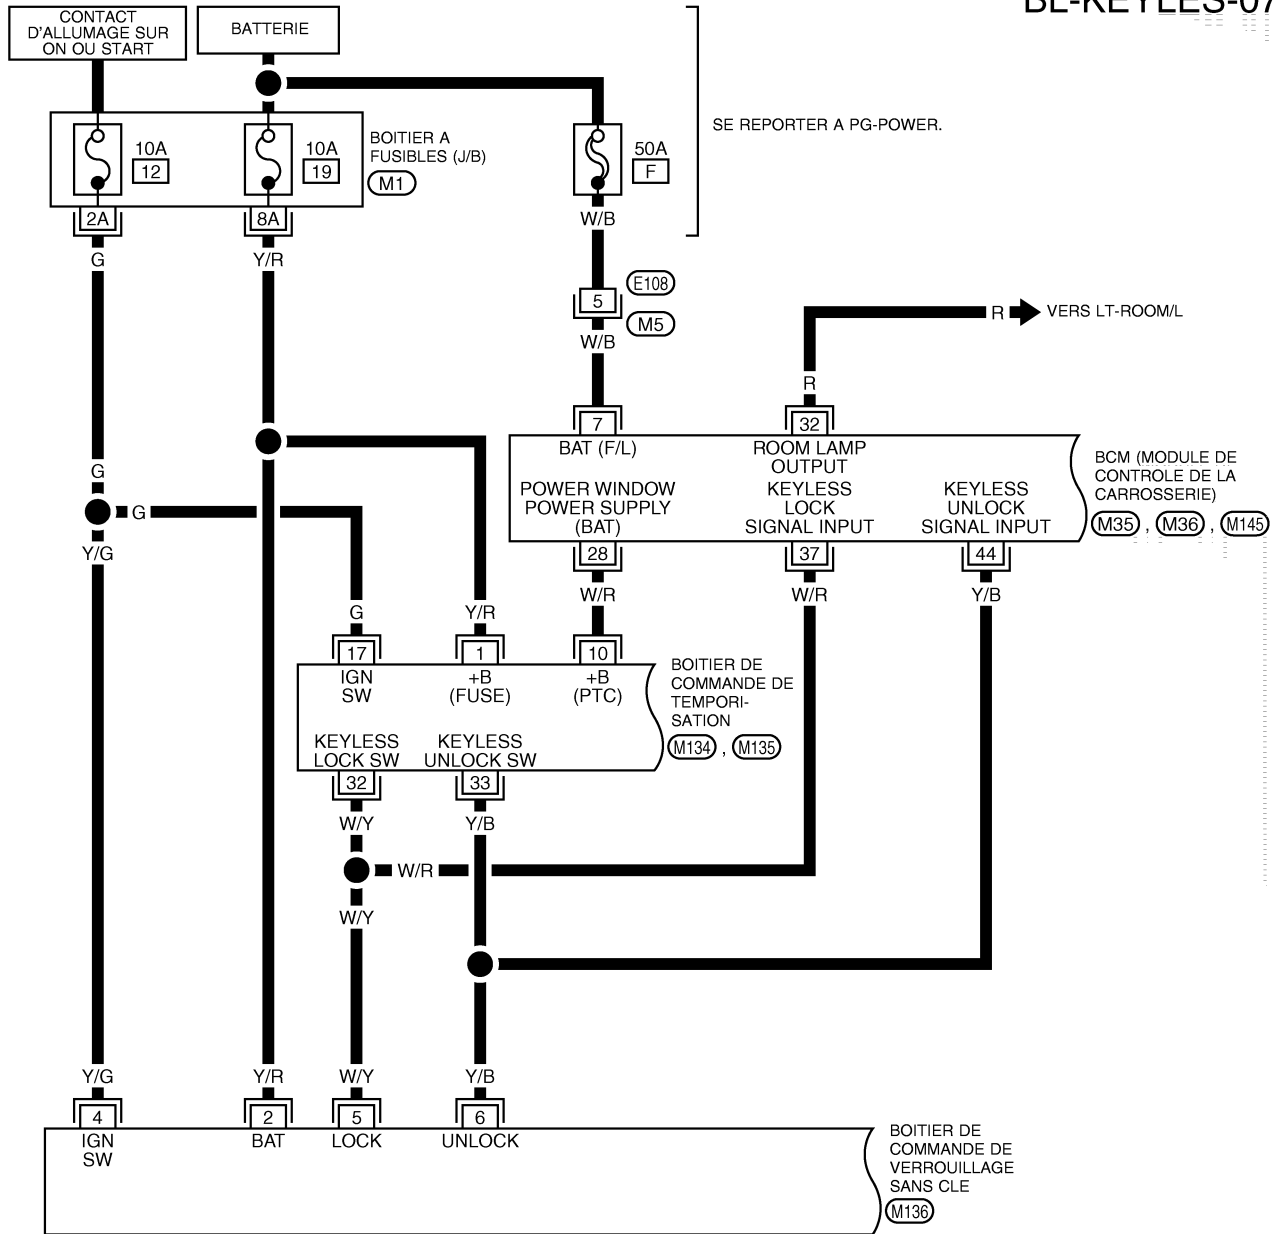 BL-KEYLES-07
CONTACT
D'ALLUMAGE SUR
ON OU START
BATTERIE
SE REPORTER A PG-POWER.
10A
12
10A
19
BOITIER A
FUSIBLES (J/B)
M1
50A
F
2A
8A
W/B
G
Y/R
E108
5
M5
W/B
R
VERS LT-ROOM/L
R
7
32
BAT (F/L)
ROOM LAMP
OUTPUT
POWER WINDOW
POWER SUPPLY
(BAT)
KEYLESS
LOCK
SIGNAL INPUT
KEYLESS
UNLOCK
SIGNAL INPUT
BCM (MODULE DE
CONTROLE DE LA
CARROSSERIE)
M35 , M36 , M145
28
37
44
G
G
Y/G
W/R
W/R
Y/B
G
Y/R
17
1
10
IGN
SW
+B
(FUSE)
+B
(PTC)
KEYLESS
LOCK SW
KEYLESS
UNLOCK SW
BOITIER DE
COMMANDE DE
TEMPORI-
SATION
M134 , M135
32
33
W/Y
Y/B
W/R
W/Y
Y/G
Y/R
W/Y
Y/B
4
2
5
6
IGN
SW
BAT
LOCK
UNLOCK
BOITIER DE
COMMANDE DE
VERROUILLAGE
SANS CLE
M136